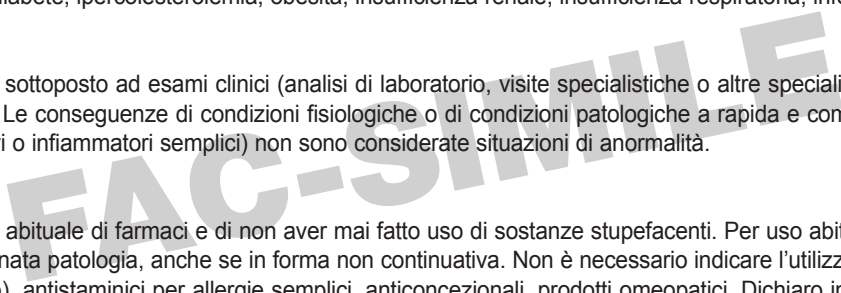 ipercolesterolemia, obesità, insufficienza renale, insufficienza respiratoria,
sottoposto ad esami clinici (analisi di laboratorio, visite specialistiche o altre speciali
Le conseguenze di condizioni fisiologiche o di condizioni patologiche a rapida e com
ri o infiammatori semplici) non sono considerate situazioni di anormalità.
FAC-SIMILE
abituale di farmaci e di non aver mai fatto uso di sostanze stupefacenti. Per uso abit
nata patologia, anche se in forma non continuativa. Non è necessario indicare l'utilizz
antistaminici per allergie semplici, anticoncezionali, prodotti omeopatici. Dichiaro in